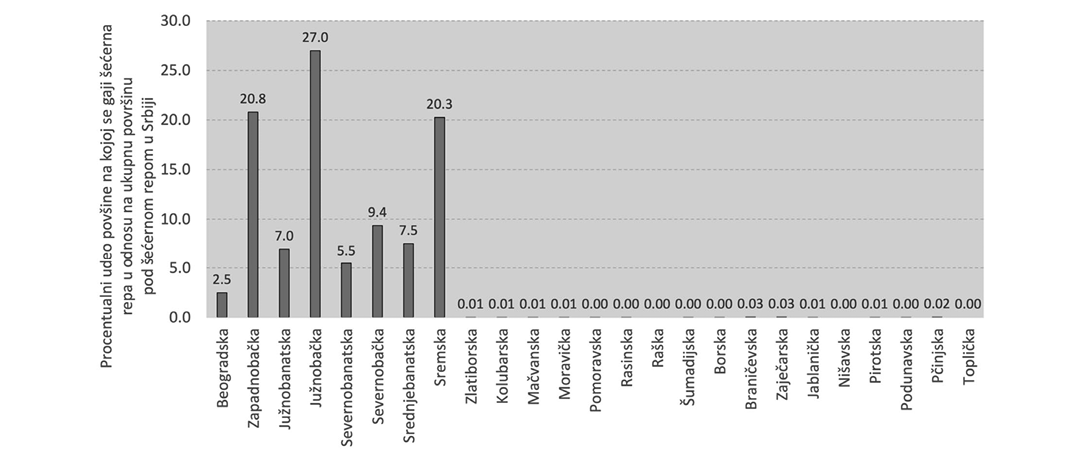 Procentualni udeo povšine na kojoj se gaji šećerna
repa u odnosu na ukupnu površinu
pod šećernom repom u Srbiji
30.0
25.0
20.0
15.0
10.0
5.0
0.0
2.5
20.8
7.0
27.0
5.5
9.4
7.5
20.3
0.01
0.01
0.01
0.01
0.00
0.00
0.00
0.00
0.00
0.03
0.03
0.01
0.00
0.01
0.00
0.02
0.00
Beogradska
Zapadnobačka
Južnobanatska
Južnobačka
Severnobanatska
Severnobačka
Srednjebanatska
Sremska
Zlatiborska
Kolubarska
Mačvanska
Moravička
Pomoravska
Rasinska
Raška
Šumadijska
Borska
Braničevska
Zaječarska
Jablanička
Nišavska
Pirotska
Podunavska
Pčinjska
Toplička